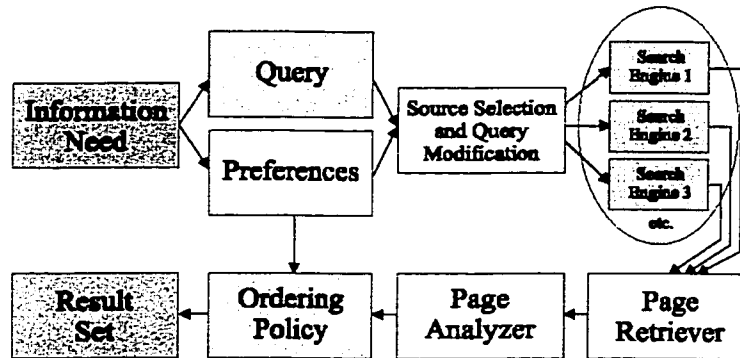 Information
Need
Query
Preferences
Source Selection
and Query
Modification
Search
Engine 1
Search
Engine 2
Search
Engine 3
etc.
Result
Set
Ordering
Policy
Page
Analyzer
Page
Retriever